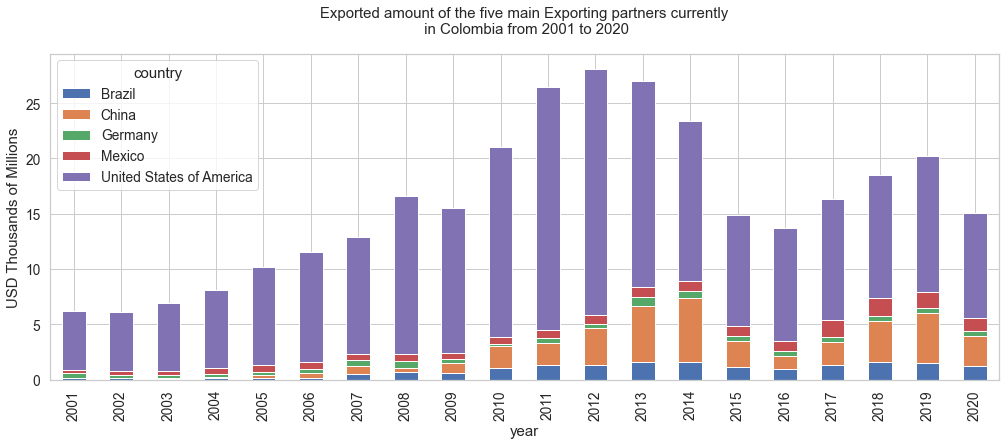 Exported amount of the five main Exporting partners currently
in Colombia from 2001 to 2020
USD Thousands of Millions
25
20
15
10
5
0
country
Brazil
China
Germany
Mexico
United States of America
2001
2002
2003
2004
2005
2006
2007
2008
2009
2010
2011
2012
2013
2014
2015
2016
2017
2018
2019
2020
year